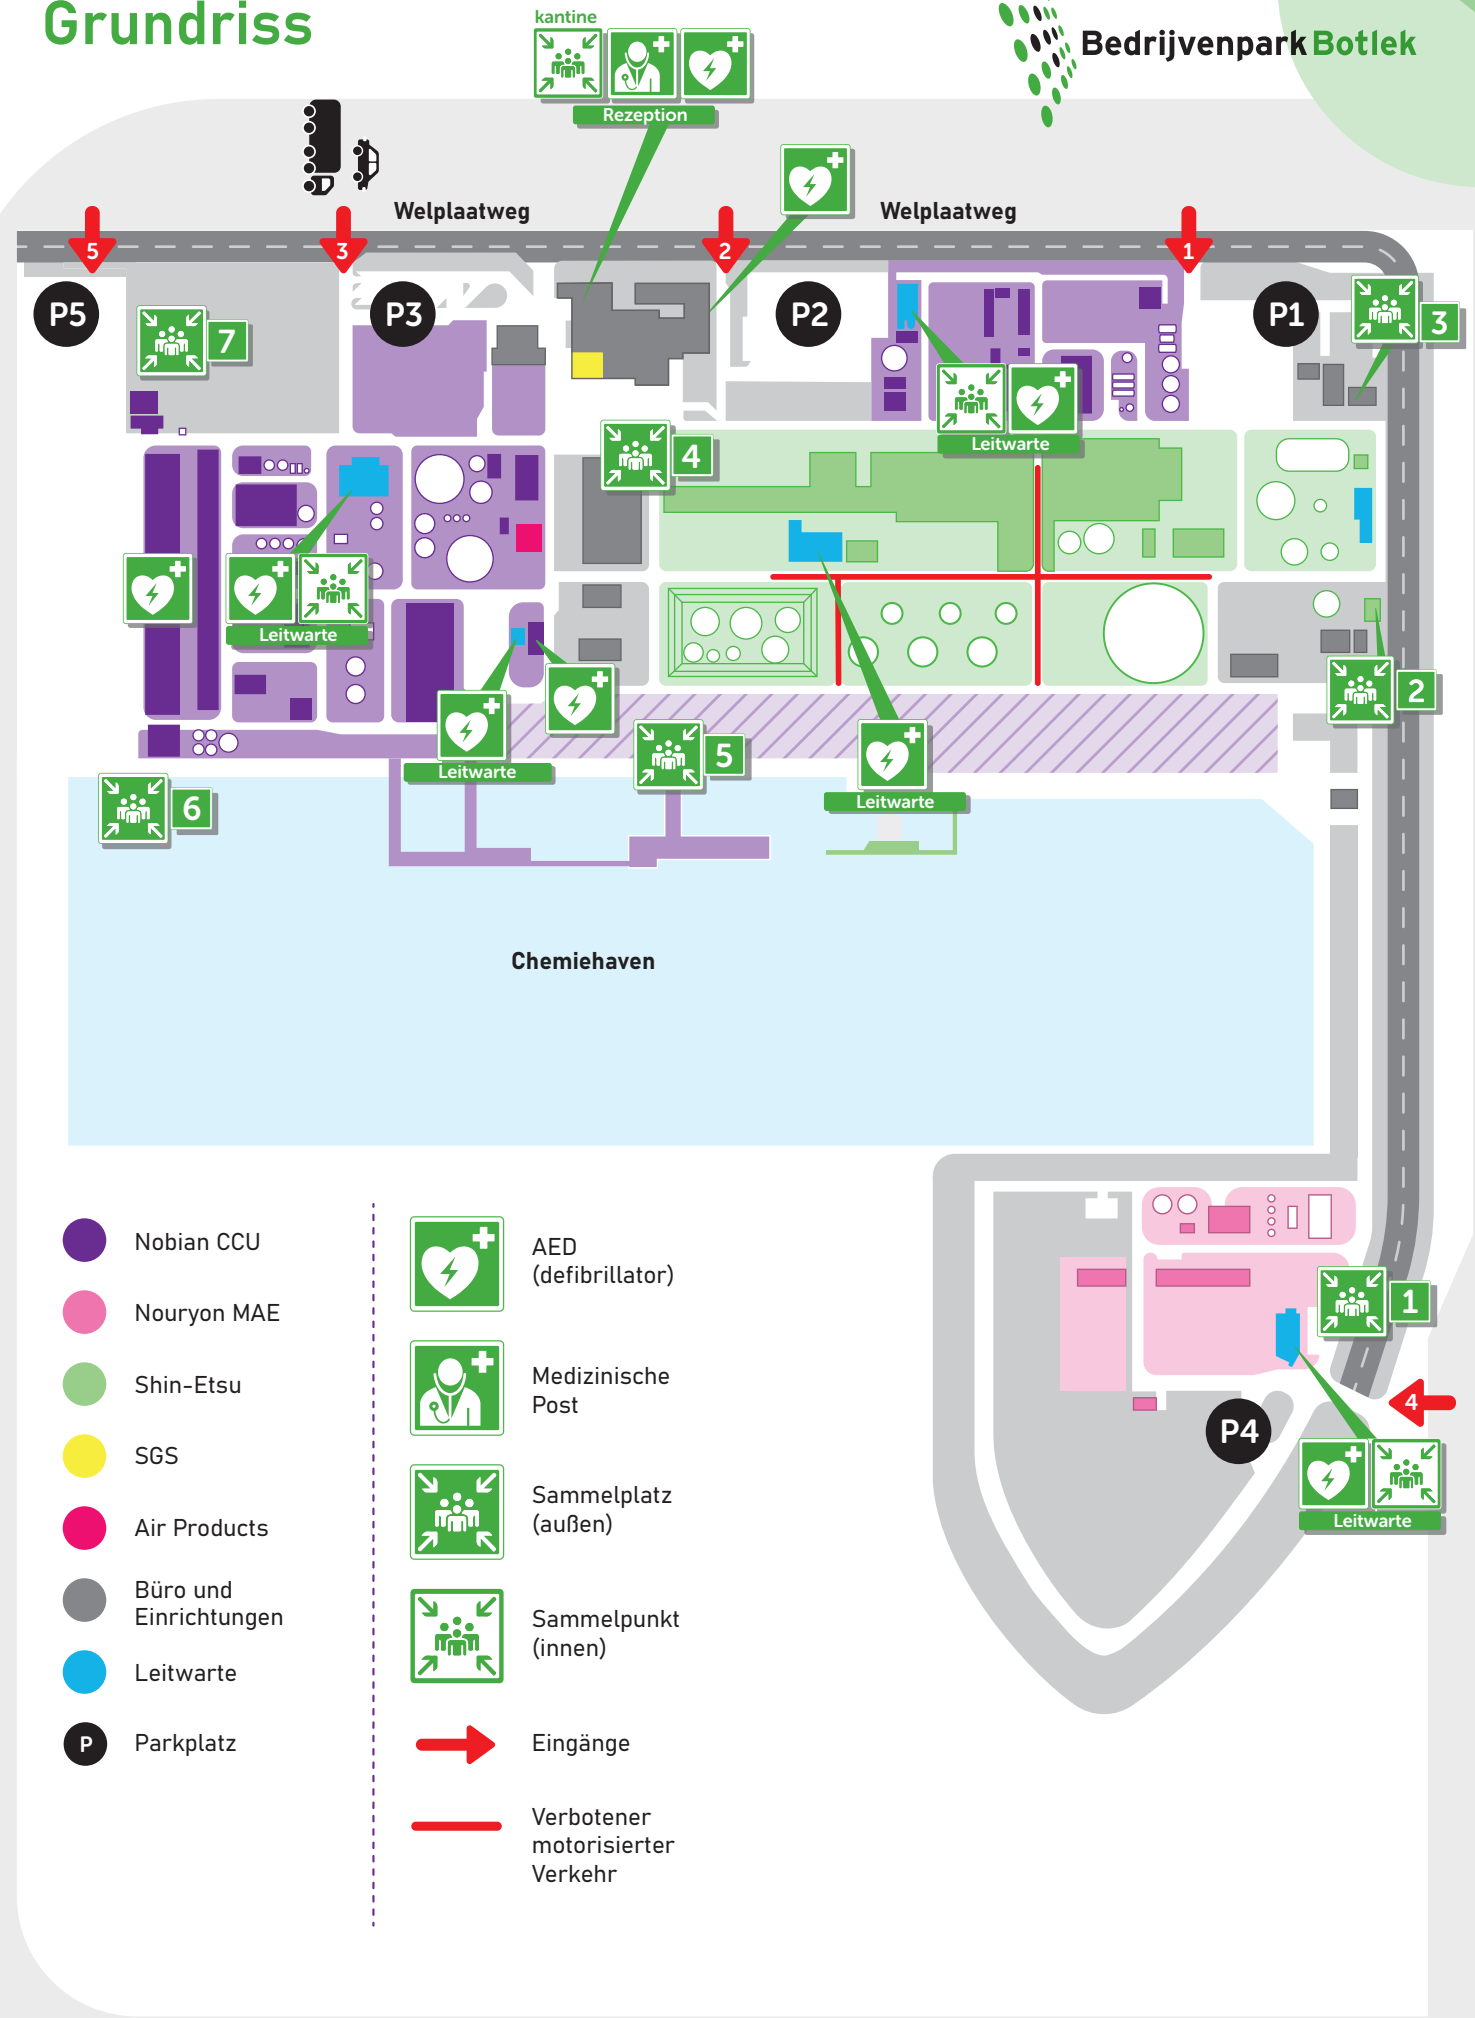 Grundriss
kantine
Bedrijvenpark Botlek
Rezeption
Welplaatweg
Welplaatweg
5
3
2
1
P5
P3
P2
P1
7
3
4
Leitwarte
Leitwarte
2
5
Leitwarte
6
Leitwarte
Chemiehaven
1
4
P4
Leitwarte
Nobian CCU
Nouryon MAE
Shin-Etsu
SGS
Air Products
Büro und
Einrichtungen
Leitwarte
P
Parkplatz
AED
(defibrillator)
Medizinische
Post
Sammelplatz
(außen)
Sammelpunkt
(innen)
Eingänge
Verbotener
motorisierter
Verkehr